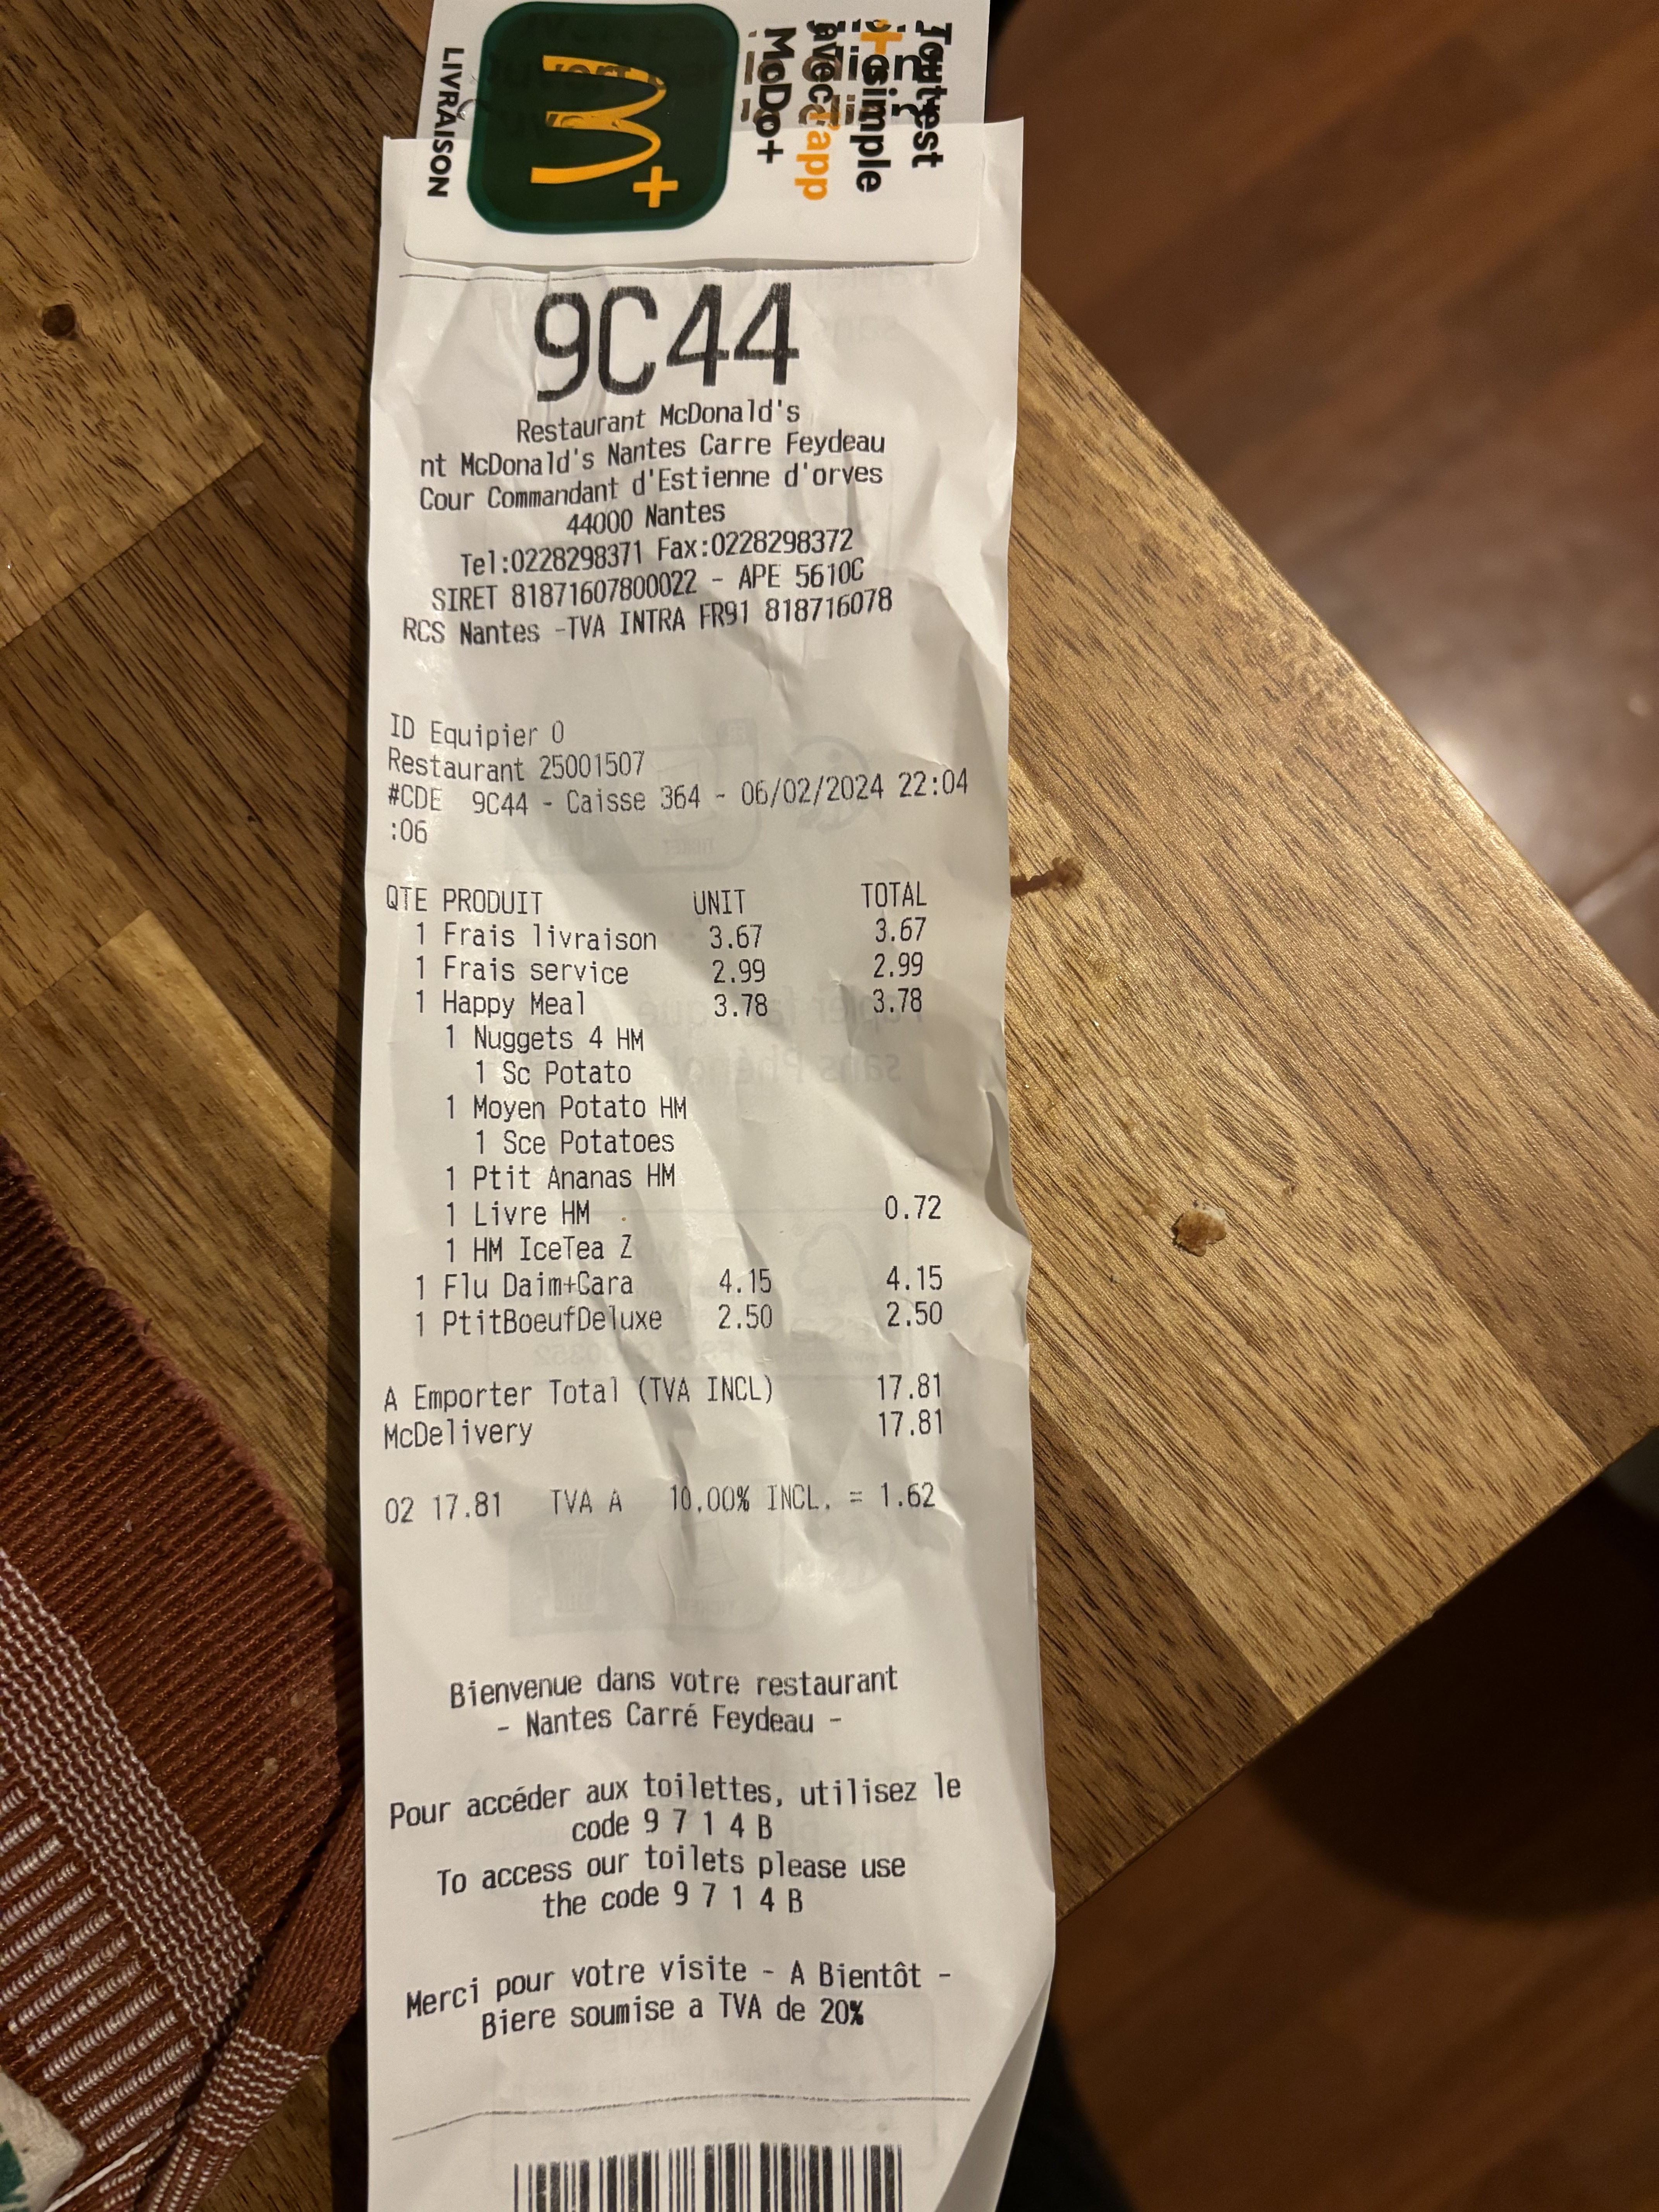 Tout est
+ simple
avec l'app
McDo+
LIVRAISON
9C44
Restaurant McDonald's
nt McDonald's Nantes Carre Feydeau
Cour Commandant d'Estienne d'orves
44000 Nantes
Tel:0228298371 Fax:0228298372
SIRET 81871607800022 - APE 5610C
RCS Nantes -TVA INTRA FR91 818716078
ID Equipier 0
Restaurant 25001507
#CDE 9C44 - Caisse 364 - 06/02/2024 22:04
:06
QTE PRODUIT UNIT TOTAL
1 Frais livraison 3.67 3.67
1 Frais service 2.99 2.99
1 Happy Meal 3.78 3.78
1 Nuggets 4 HM
1 Sc Potato
1 Moyen Potato HM
1 Sce Potatoes
1 Ptit Ananas HM
1 Livre HM 0.72
1 HM IceTea Z
1 Flu Daim+Cara 4.15 4.15
1 PtitBoeufDeluxe 2.50 2.50
A Emporter Total (TVA INCL) 17.81
McDelivery 17.81
02 17.81 TVA A 10.00% INCL. = 1.62
Bienvenue dans votre restaurant
- Nantes Carré Feydeau -
Pour accéder aux toilettes, utilisez le
code 9 7 1 4 B
To access our toilets please use
the code 9 7 1 4 B
Merci pour votre visite - A Bientôt -
Biere soumise a TVA de 20%